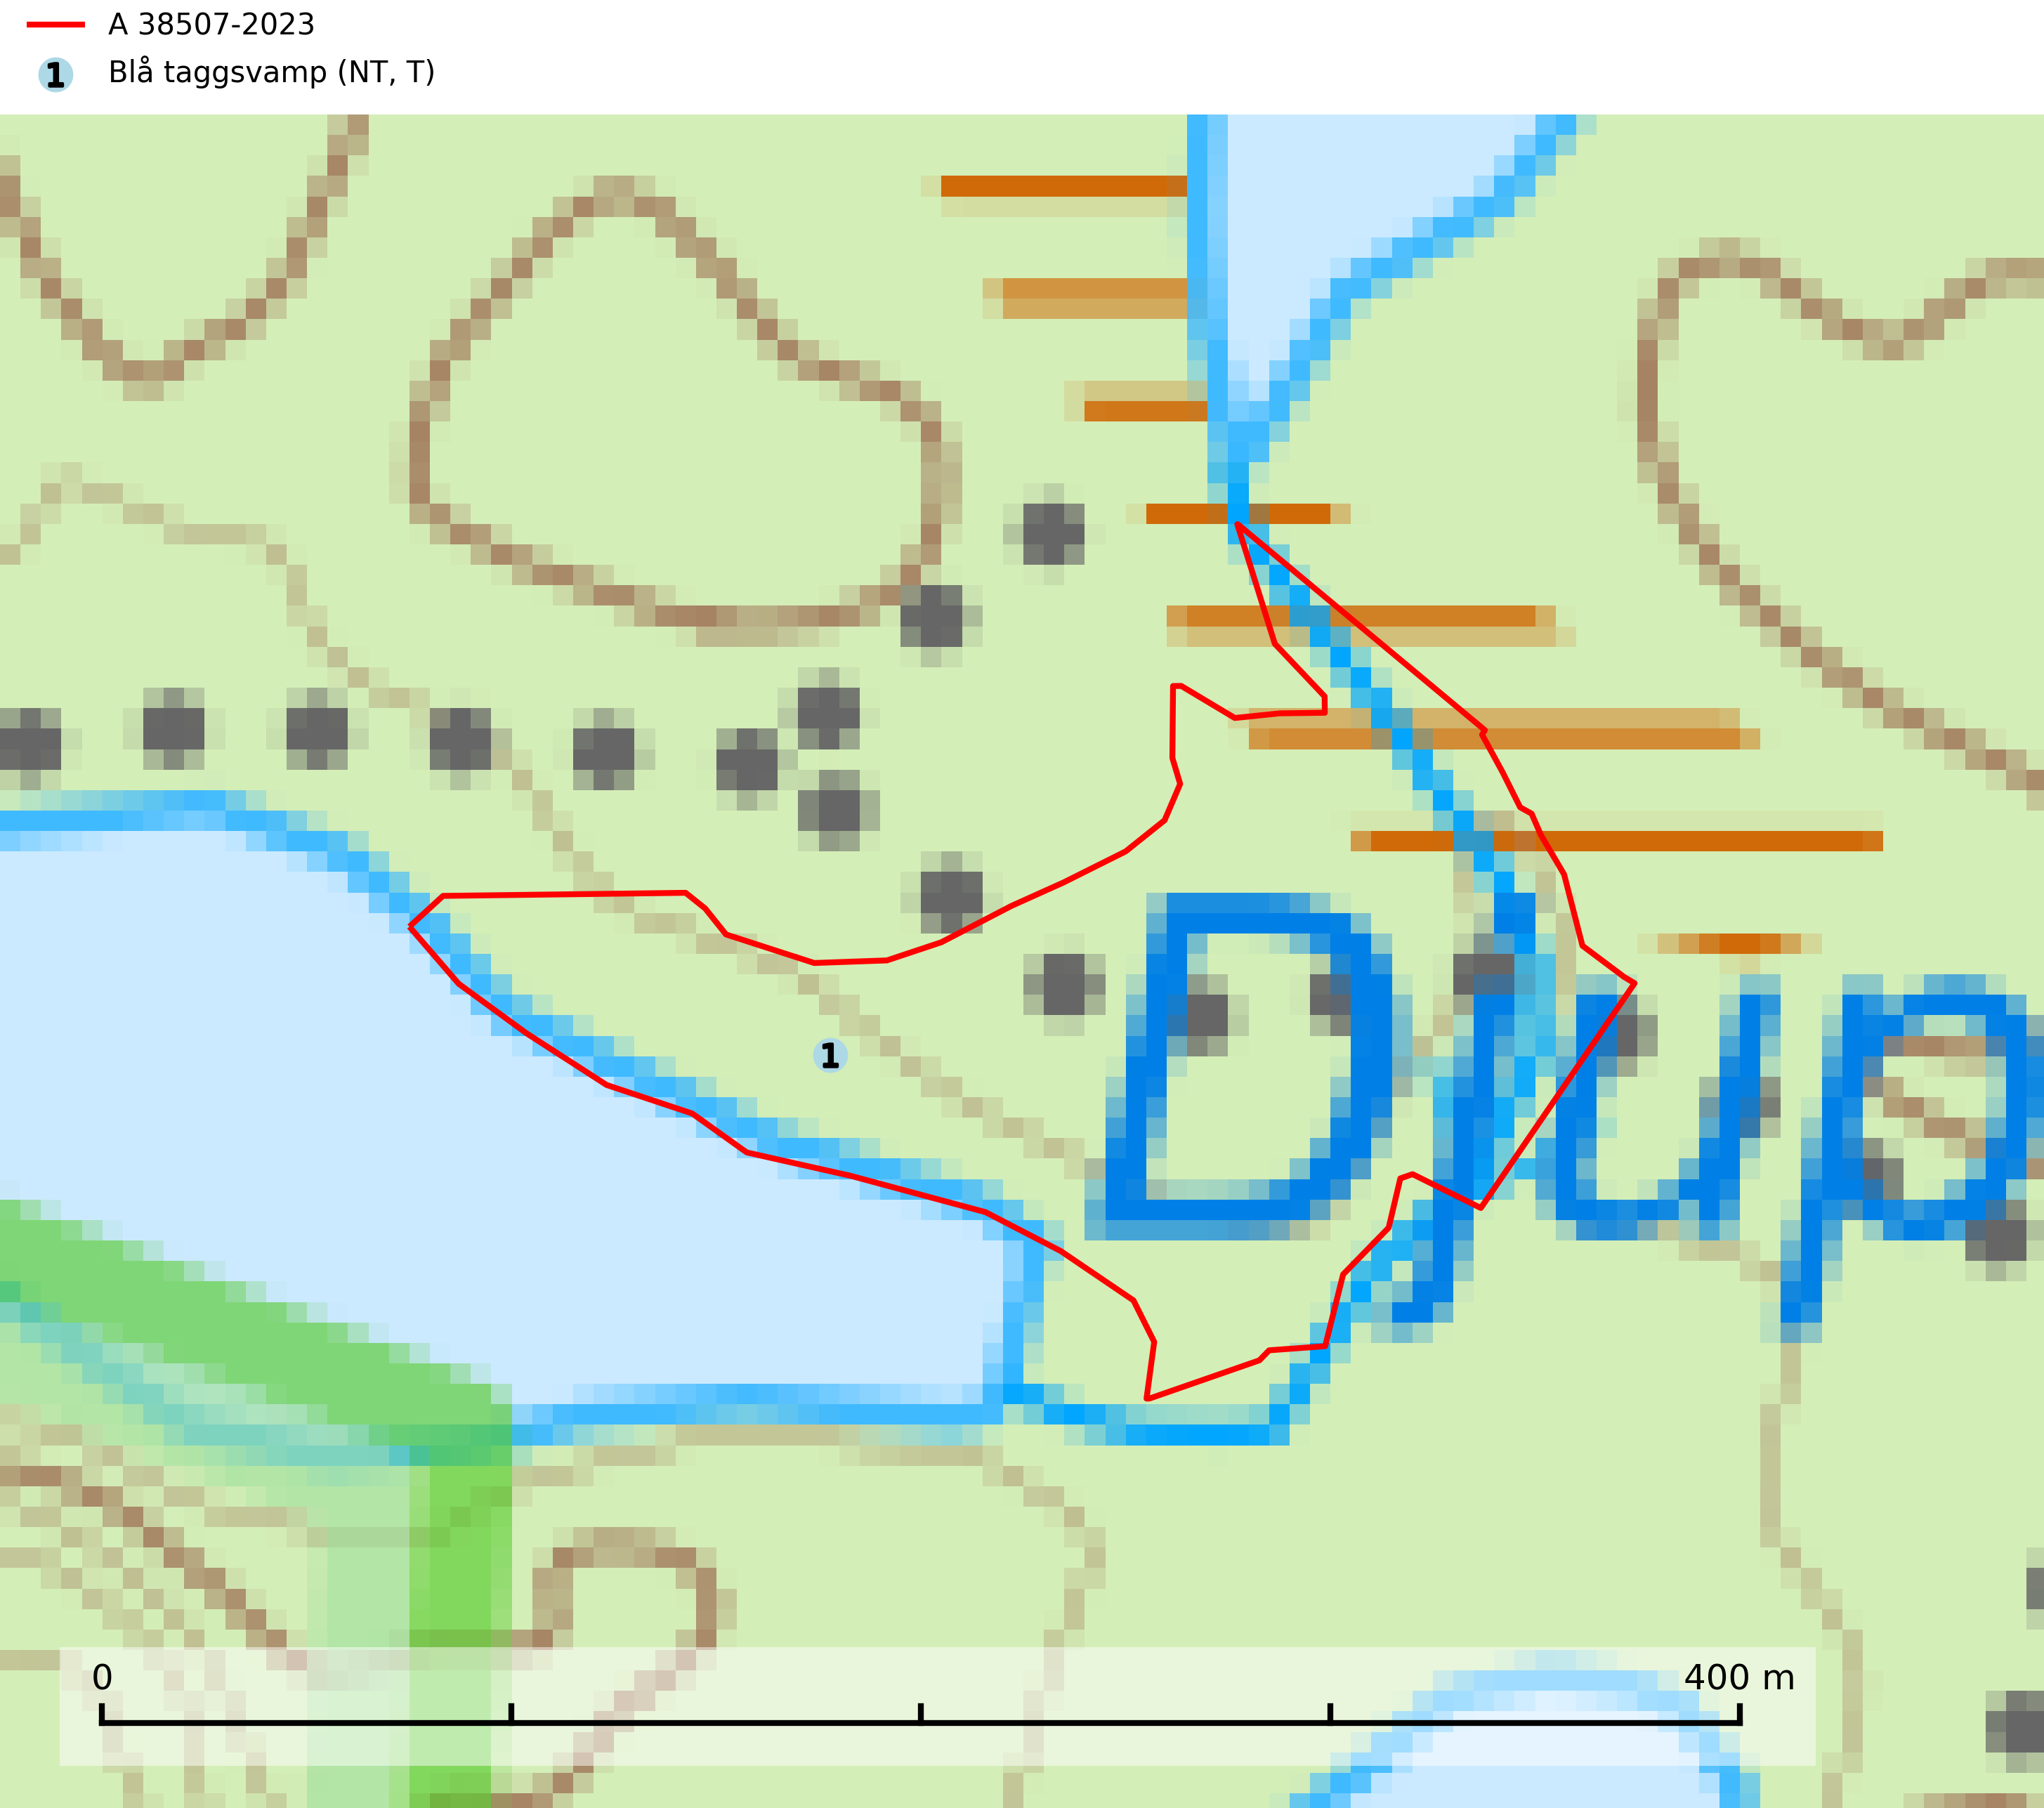 A 38507-2023
1 Blå taggsvamp (NT, T)
1
Djup
0 400 m